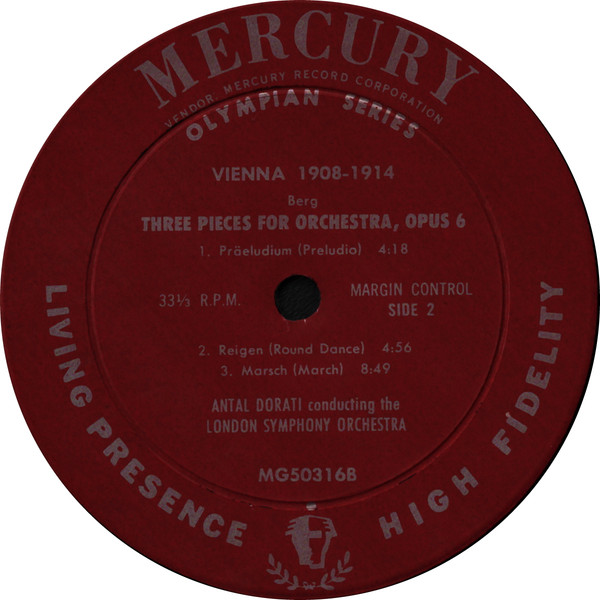 MERCURY
VENDOR: MERCURY RECORD CORPORATION
OLYMPIAN SERIES
VIENNA 1908-1914
Berg
THREE PIECES FOR ORCHESTRA, OPUS 6
1. Präeludium (Preludio) 4:18
33⅓ R.P.M.
MARGIN CONTROL
SIDE 2
2. Reigen (Round Dance) 4:56
3. Marsch (March) 8:49
ANTAL DORATI conducting the
LONDON SYMPHONY ORCHESTRA
MG50316B
LIVING PRESENCE
HIGH FIDELITY